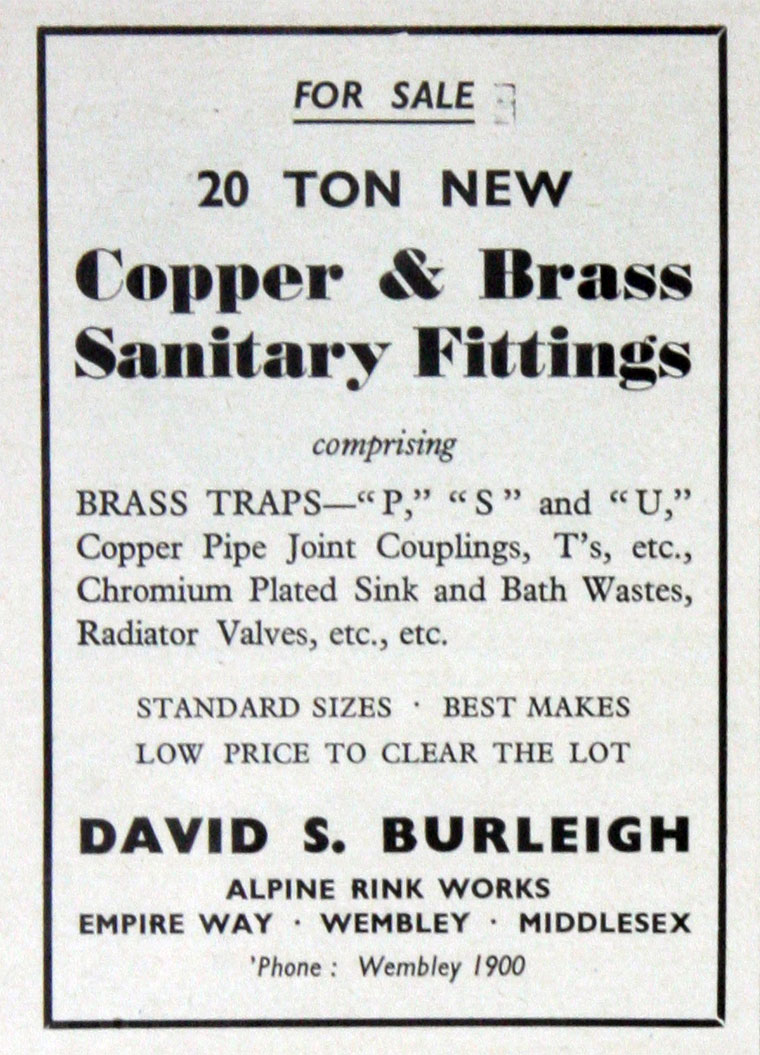 FOR SALE
20 TON NEW
Copper & Brass
Sanitary Fittings
comprising
BRASS TRAPS—“P,” “S” and “U,”
Copper Pipe Joint Couplings, T’s, etc.,
Chromium Plated Sink and Bath Wastes,
Radiator Valves, etc., etc.
STANDARD SIZES · BEST MAKES
LOW PRICE TO CLEAR THE LOT
DAVID S. BURLEIGH
ALPINE RINK WORKS
EMPIRE WAY · WEMBLEY · MIDDLESEX
’Phone : Wembley 1900